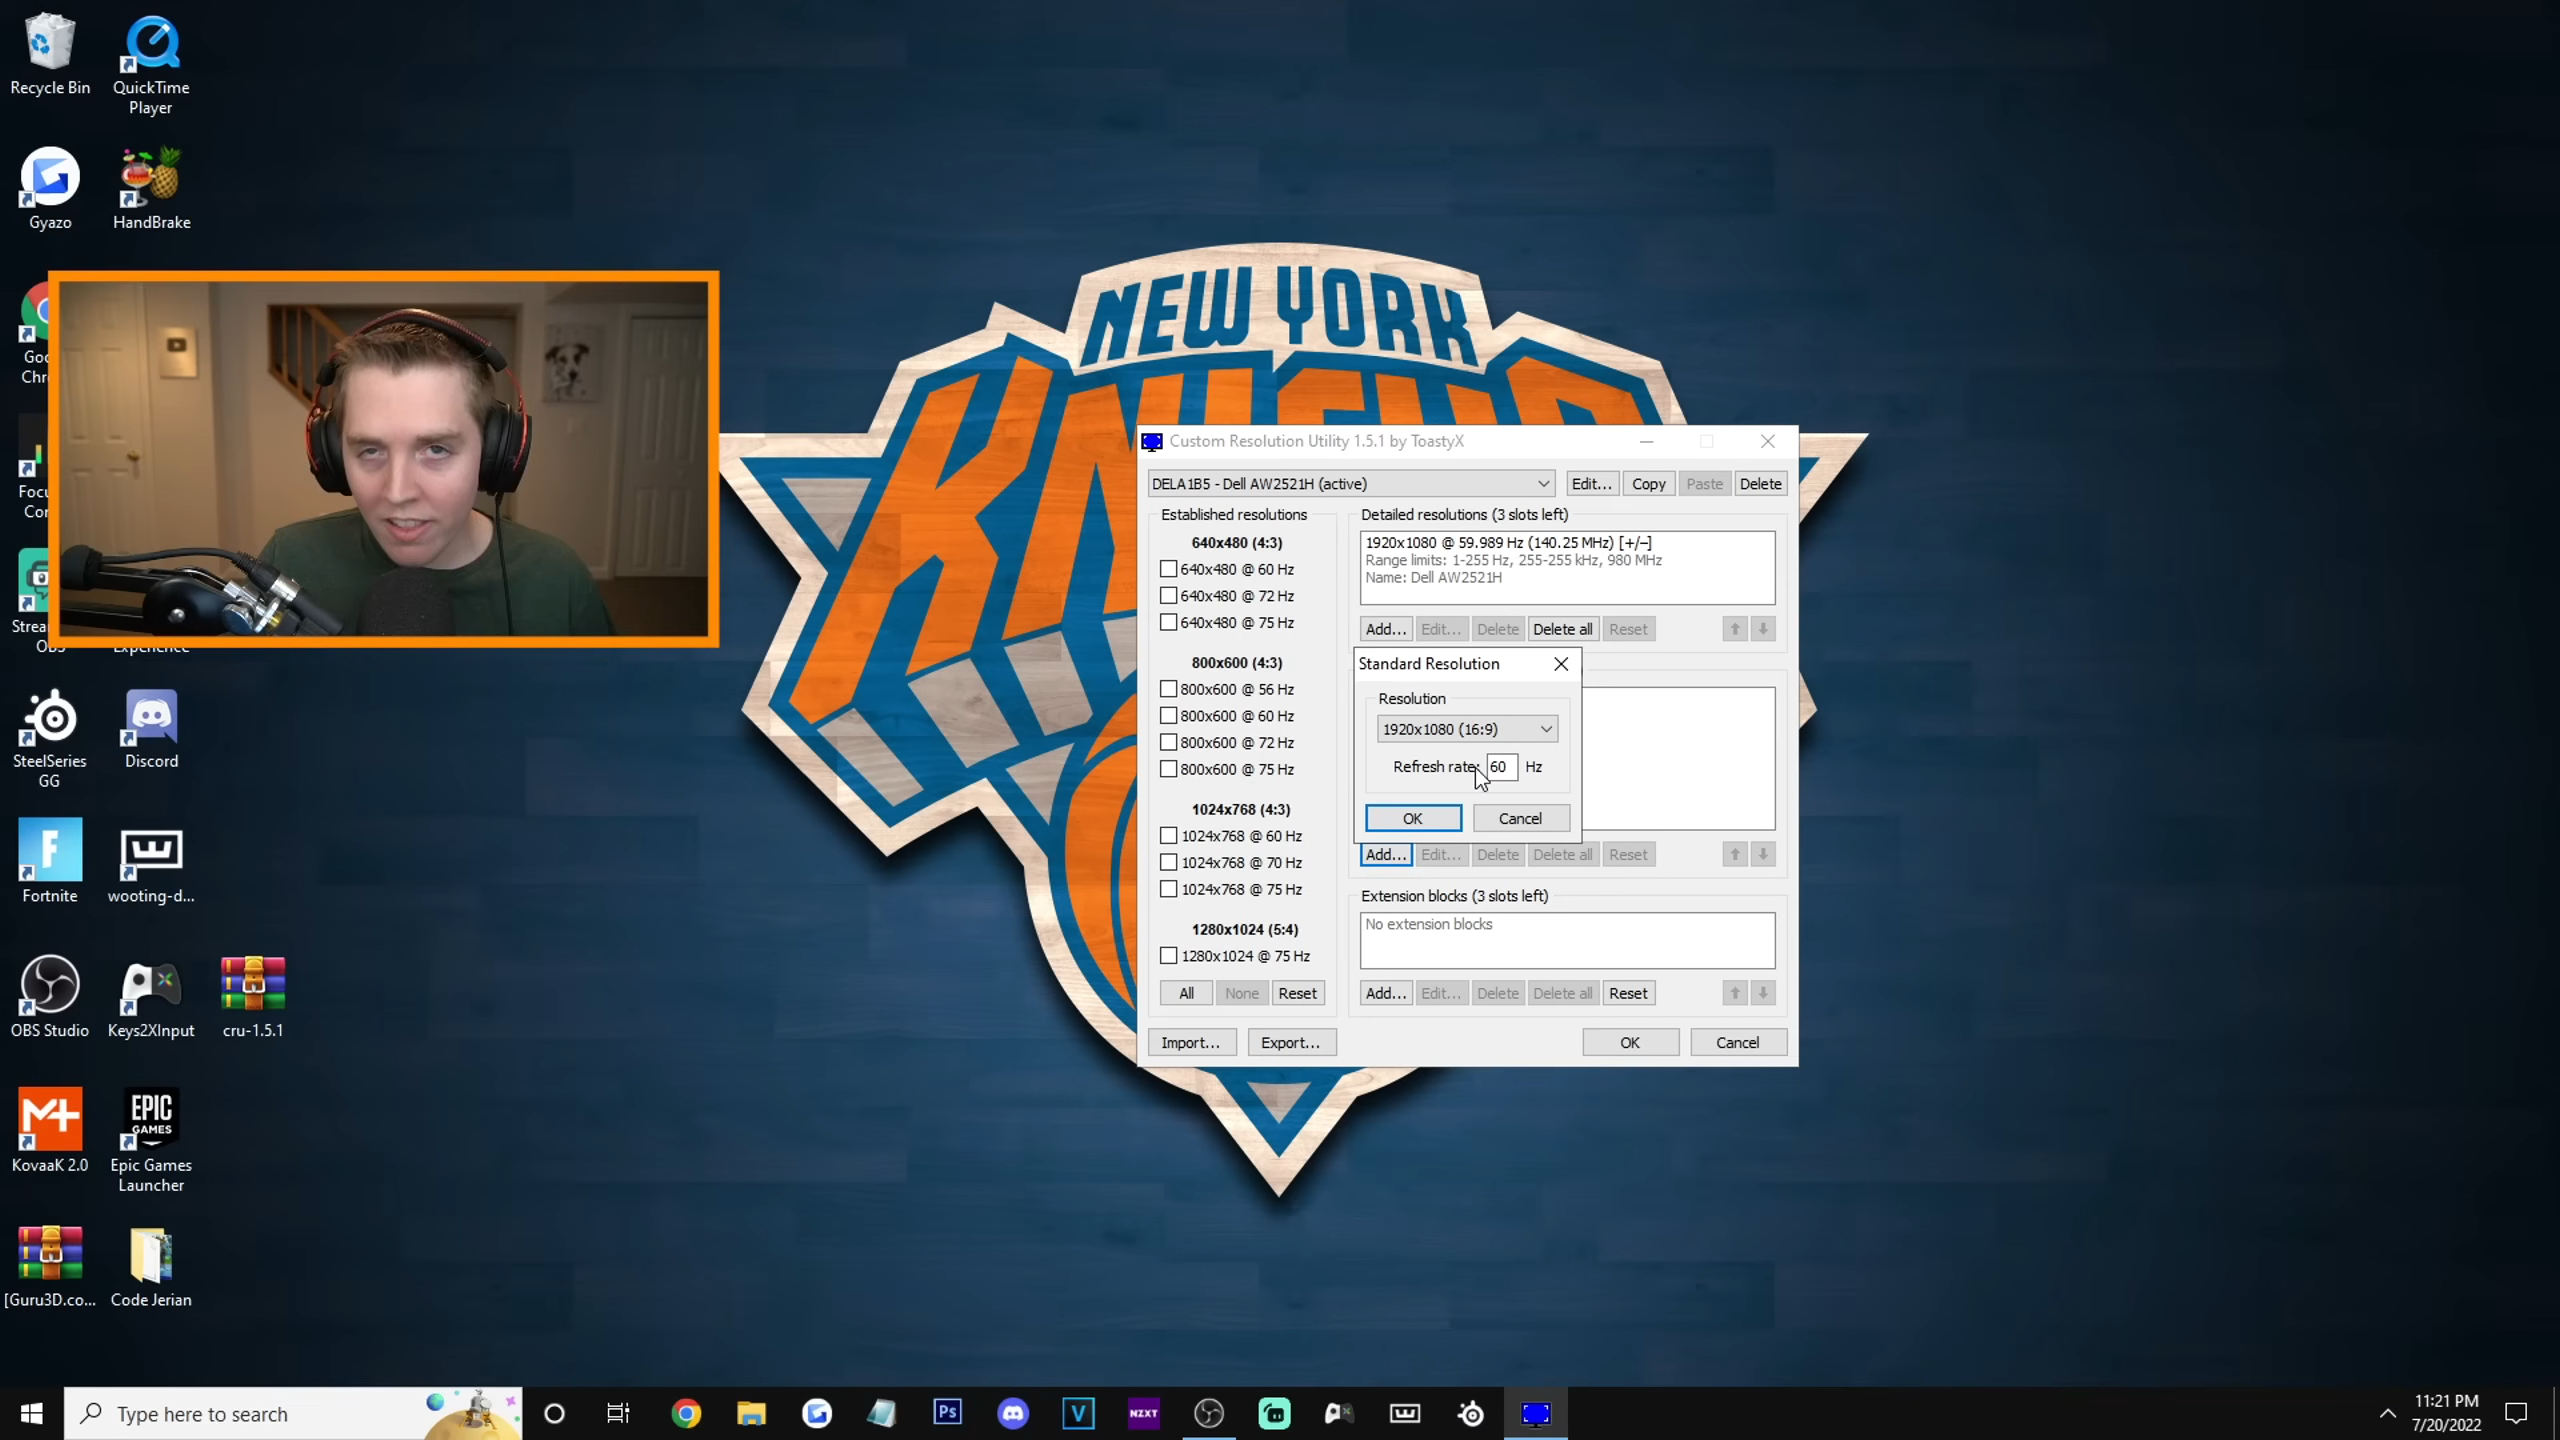 Recycle Bin
QuickTime
Player
Gyazo
HandBrake
SteelSeries
GG
Discord
Fortnite
wooting-d...
OBS Studio
Keys2XInput
cru-1.5.1
KovaaK 2.0
EPIC
GAMES
Epic Games
Launcher
[Guru3D.co...
Code Jerian
NEW YORK
Custom Resolution Utility 1.5.1 by ToastyX
DELA1B5 - Dell AW2521H (active)
Edit...
Copy
Paste
Delete
Established resolutions
640x480 (4:3)
640x480 @ 60 Hz
640x480 @ 72 Hz
640x480 @ 75 Hz
800x600 (4:3)
800x600 @ 56 Hz
800x600 @ 60 Hz
800x600 @ 72 Hz
800x600 @ 75 Hz
1024x768 (4:3)
1024x768 @ 60 Hz
1024x768 @ 70 Hz
1024x768 @ 75 Hz
1280x1024 (5:4)
1280x1024 @ 75 Hz
All
None
Reset
Import...
Export...
Detailed resolutions (3 slots left)
1920x1080 @ 59.989 Hz (140.25 MHz) [+/-]
Range limits: 1-255 Hz, 255-255 kHz, 980 MHz
Name: Dell AW2521H
Add...
Edit...
Delete
Delete all
Reset
Standard Resolution
Resolution
1920x1080 (16:9)
Refresh rate: 60 Hz
OK
Cancel
Add...
Edit...
Delete
Delete all
Reset
Extension blocks (3 slots left)
No extension blocks
Add...
Edit...
Delete
Delete all
Reset
OK
Cancel
Type here to search
Ps
V
NZXT
11:21 PM
7/20/2022